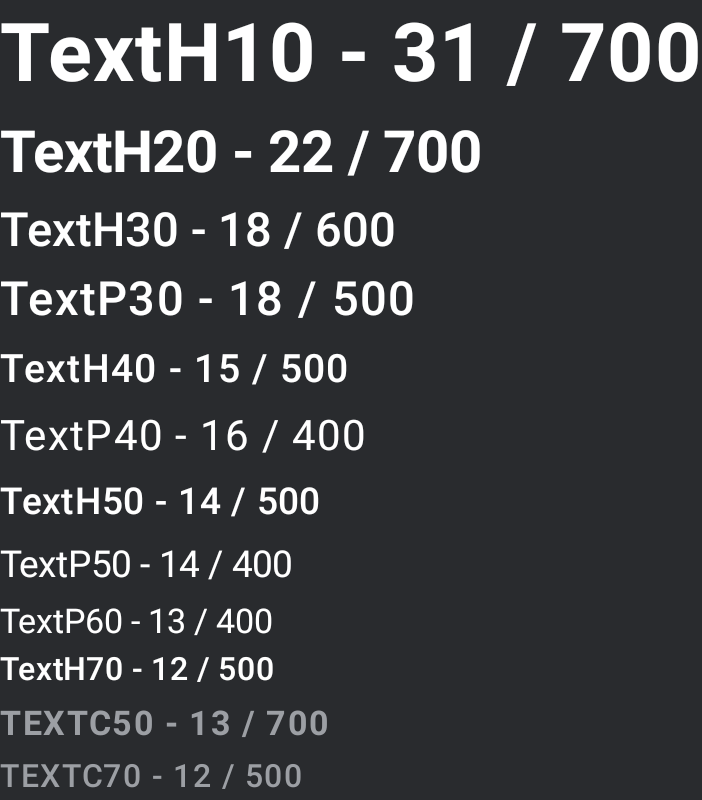 TextH10 - 31 / 700
TextH20 - 22 / 700
TextH30 - 18 / 600
TextP30 - 18 / 500
TextH40 - 15 / 500
TextP40 - 16 / 400
TextH50 - 14 / 500
TextP50 - 14 / 400
TextP60 - 13 / 400
TextH70 - 12 / 500
TEXTC50 - 13 / 700
TEXTC70 - 12 / 500